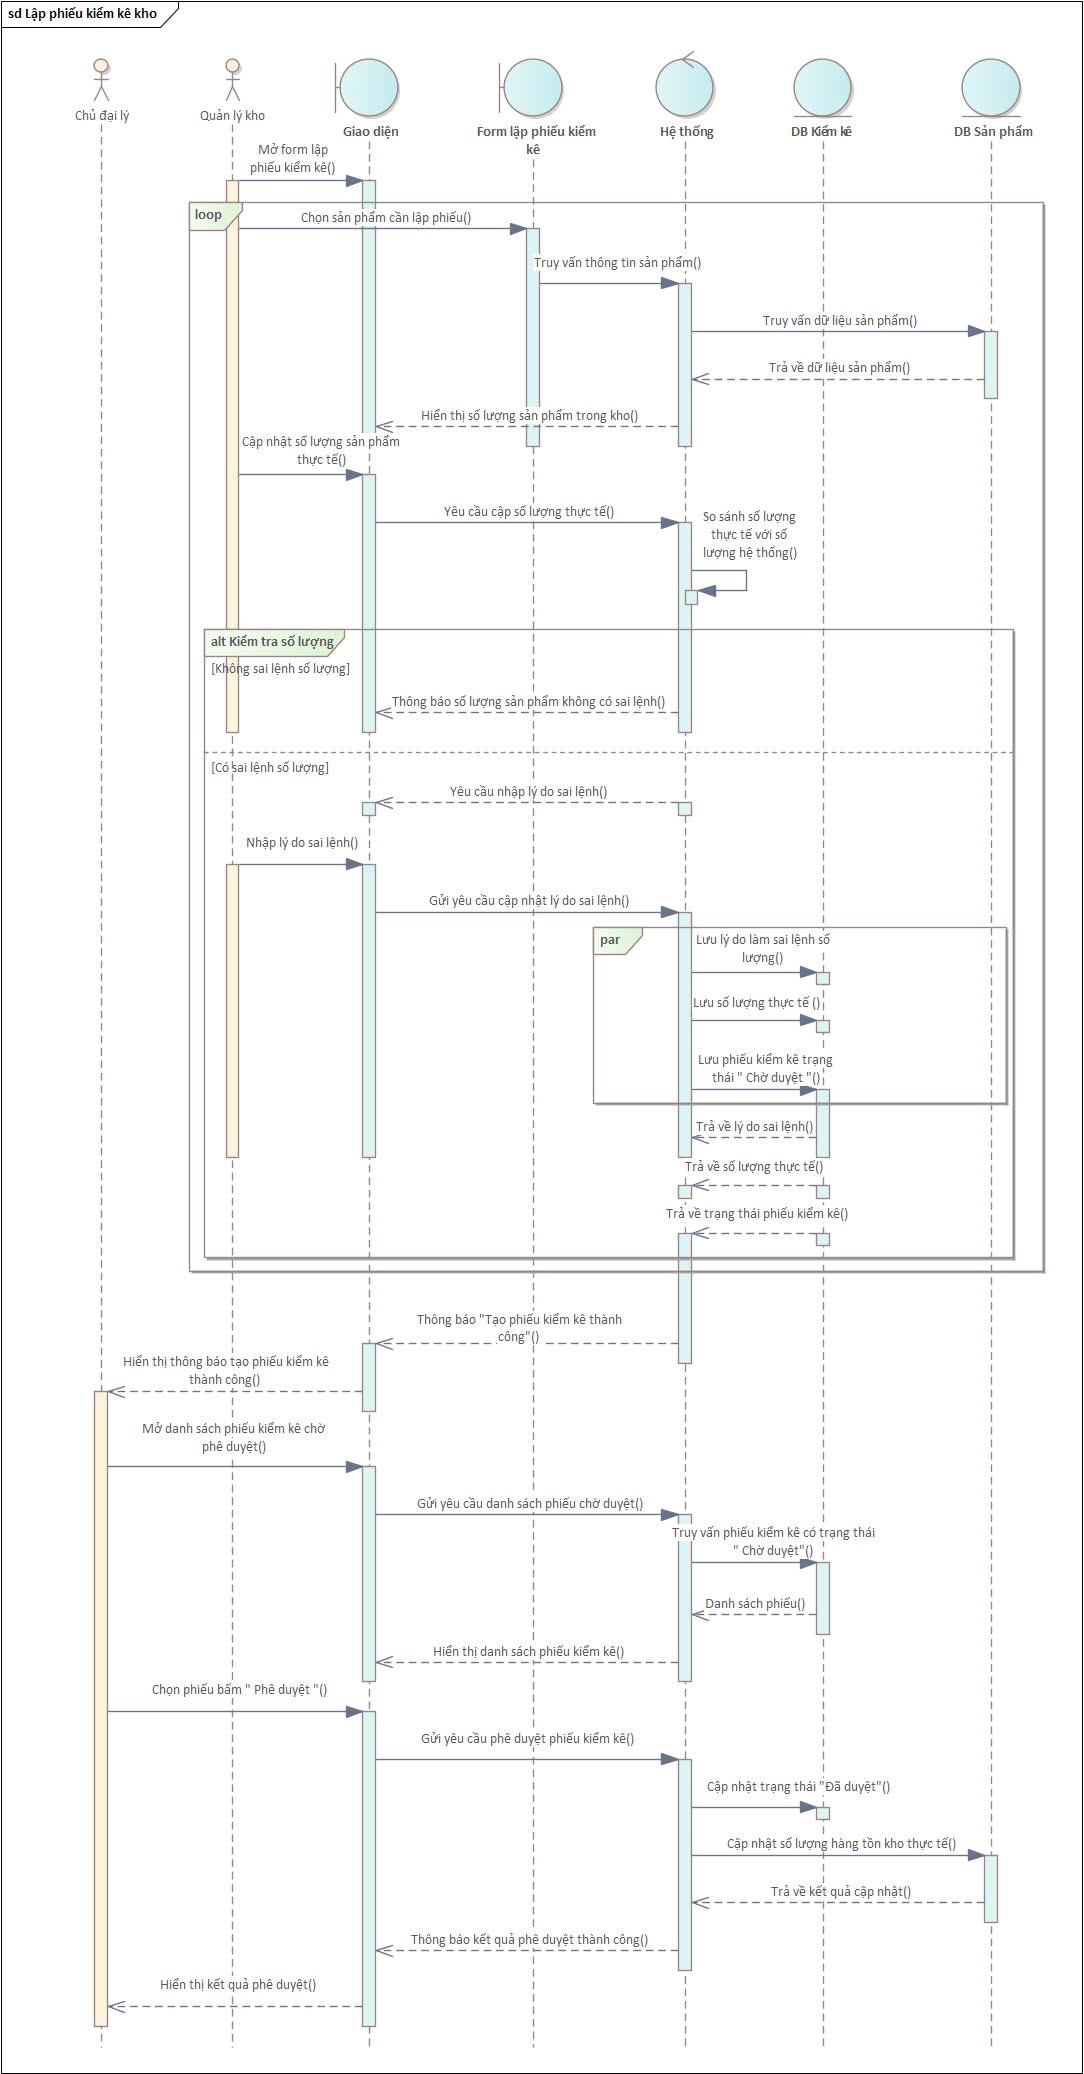 sd Lập phiếu kiểm kê kho
Chủ đại lý
Quản lý kho
Giao diện
Form lập phiếu kiểm
kê
Hệ thống
DB Kiểm kê
DB Sản phẩm
Mở form lập
phiếu kiểm kê()
loop
Chọn sản phẩm cần lập phiếu()
Truy vấn thông tin sản phẩm()
Truy vấn dữ liệu sản phẩm()
Trả về dữ liệu sản phẩm()
Hiển thị số lượng sản phẩm trong kho()
Cập nhật số lượng sản phẩm
thực tế()
Yêu cầu cập số lượng thực tế()
So sánh số lượng
thực tế với số
lượng hệ thống()
alt Kiểm tra số lượng
[Không sai lệnh số lượng]
Thông báo số lượng sản phẩm không có sai lệnh()
[Có sai lệnh số lượng]
Yêu cầu nhập lý do sai lệnh()
Nhập lý do sai lệnh()
Gửi yêu cầu cập nhật lý do sai lệnh()
par
Lưu lý do làm sai lệnh số
lượng()
Lưu số lượng thực tế ()
Lưu phiếu kiểm kê trạng
thái " Chờ duyệt "()
Trả về lý do sai lệnh()
Trả về số lượng thực tế()
Trả về trạng thái phiếu kiểm kê()
Thông báo "Tạo phiếu kiểm kê thành
công"()
Hiển thị thông báo tạo phiếu kiểm kê
thành công()
Mở danh sách phiếu kiểm kê chờ
phê duyệt()
Gửi yêu cầu danh sách phiếu chờ duyệt()
Truy vấn phiếu kiểm kê có trạng thái
" Chờ duyệt"()
Danh sách phiếu()
Hiển thị danh sách phiếu kiểm kê()
Chọn phiếu bấm " Phê duyệt "()
Gửi yêu cầu phê duyệt phiếu kiểm kê()
Cập nhật trạng thái "Đã duyệt"()
Cập nhật số lượng hàng tồn kho thực tế()
Trả về kết quả cập nhật()
Thông báo kết quả phê duyệt thành công()
Hiển thị kết quả phê duyệt()